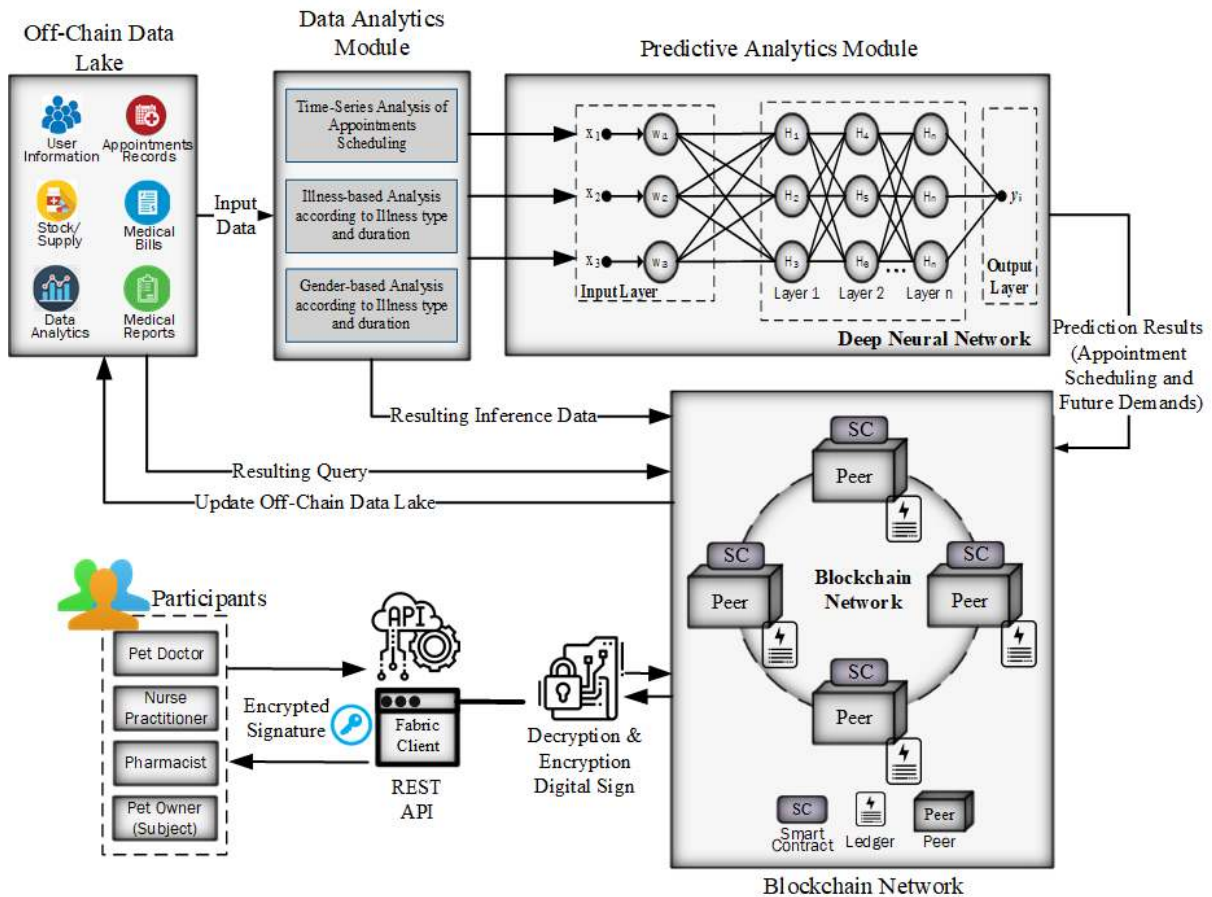 Off-Chain Data
Lake
User
Information
Appointments
Records
Stock/
Supply
Medical
Bills
Data
Analytics
Medical
Reports
Input
Data
Data Analytics
Module
Time-Series Analysis of
Appointments
Scheduling
Illness-based Analysis
according to Illness type
and duration
Gender-based Analysis
according to Illness type
and duration
Predictive Analytics Module
x1
x2
x3
Wi1
Wi2
Wi3
Input Layer
H1
H2
H3
H4
H5
H6
Hn
Hn
Hn
...
Layer 1
Layer 2
Layer n
yi
Output
Layer
Deep Neural Network
Prediction Results
(Appointment
Scheduling and
Future Demands)
Resulting Inference Data
Resulting Query
Update Off-Chain Data Lake
Participants
Pet Doctor
Nurse
Practitioner
Pharmacist
Pet Owner
(Subject)
Encrypted
Signature
API
Fabric
Client
REST
API
Decryption &
Encryption
Digital Sign
SC
Peer
SC
Peer
SC
Peer
SC
Peer
Blockchain
Network
SC
Smart
Contract
Ledger
Peer
Peer
Blockchain Network